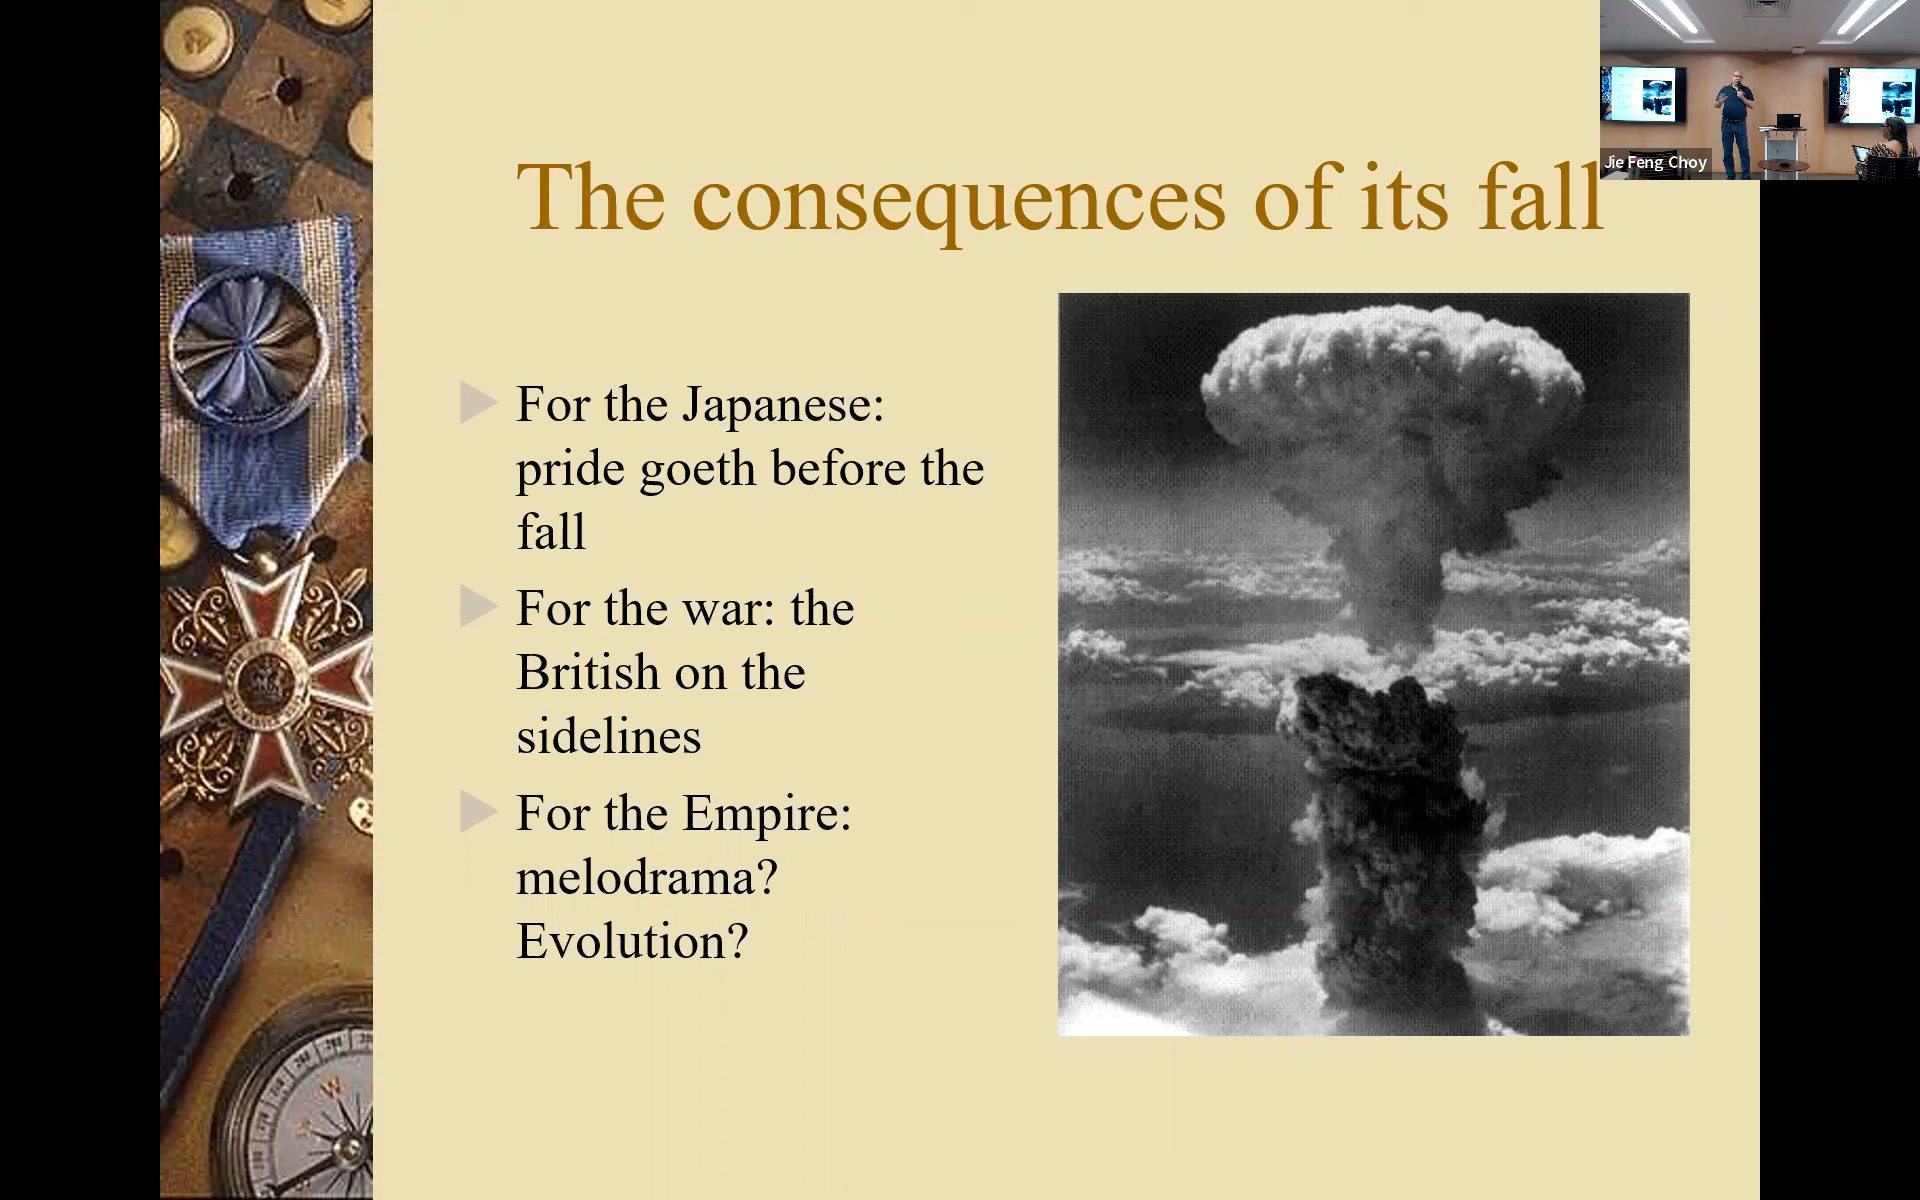 Jie Feng Choy
The consequences of its fall
For the Japanese:
pride goeth before the
fall
For the war: the
British on the
sidelines
For the Empire:
melodrama?
Evolution?
W